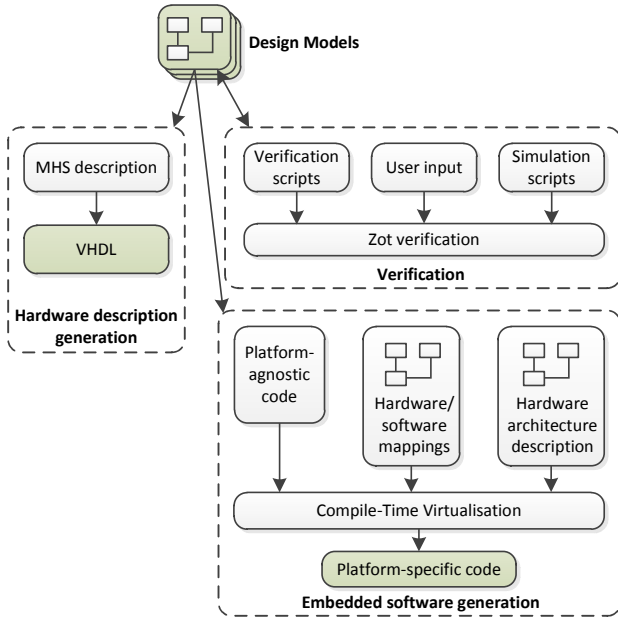 Design Models
MHS description
VHDL
Hardware description
generation
Verification
scripts
User input
Simulation
scripts
Zot verification
Verification
Platform-
agnostic
code
Hardware/
software
mappings
Hardware
architecture
description
Compile-Time Virtualisation
Platform-specific code
Embedded software generation